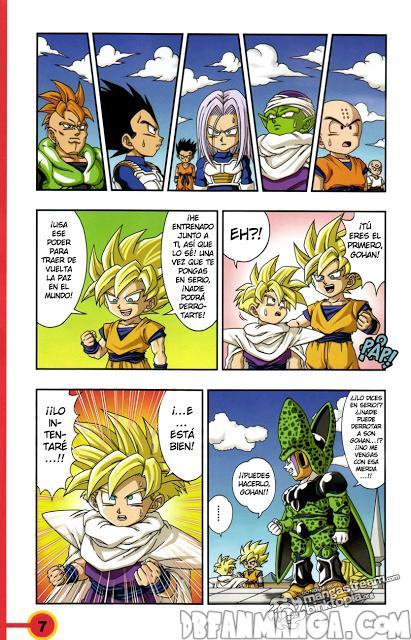 ¡TÚ
ERES EL
PRIMERO,
GOHAN!
EH?!
¡PAP!
¡HE
ENTRENADO
JUNTO A
TI, ASÍ QUE
LO SÉ! UNA
VEZ QUE TE
PONGAS
EN SERIO,
¡NADIE
PODRÁ
DERRO-
TARTE!
¡USA
ESE
PODER
PARA
TRAER DE
VUELTA
LA PAZ
EN EL
MUNDO!
¿¡LO DICES
EN SERIO?!
¿¡NADIE
PUEDE
DERROTAR
A SON
GOHAN...!?
¡¡NO ME
VENGAS
CON ESA
MIERDA
...!!
¡¡PUEDES
HACERLO,
GOHAN!!
......
¡...E
...
ESTÁ
BIEN!
¡¡LO
IN-
TEN-
TARÉ
...!!
7
DBFANMANGA.COM